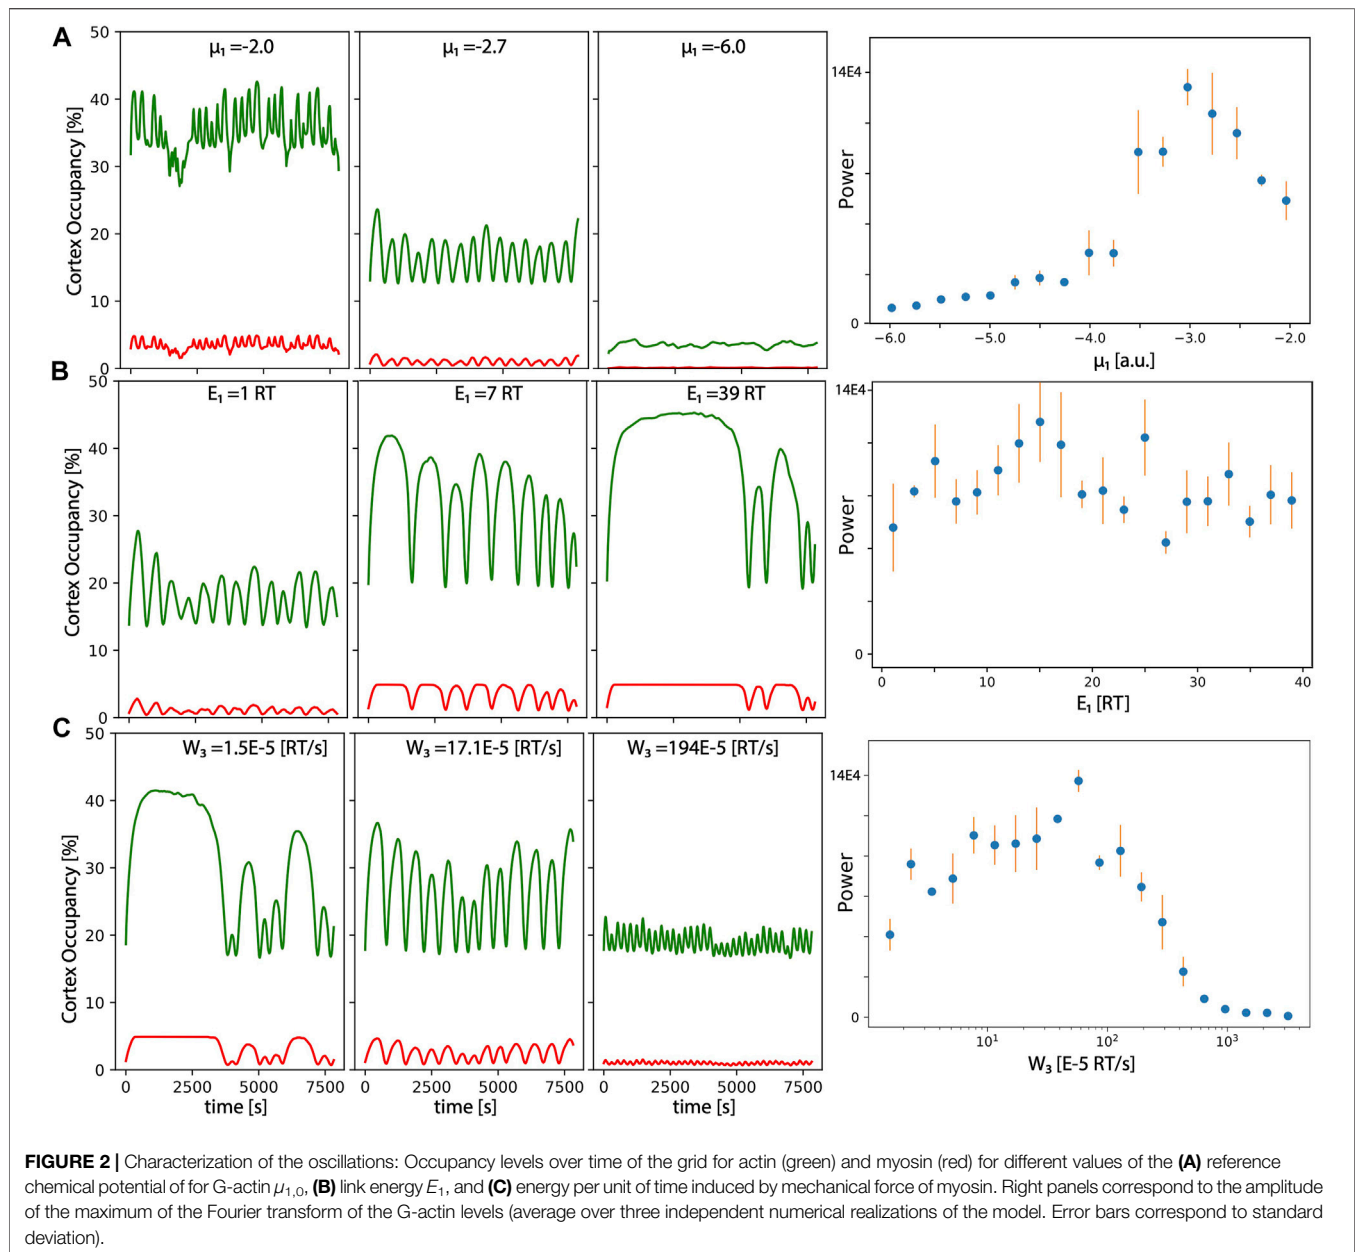 A
μ₁ =-2.0
μ₁ =-2.7
μ₁ =-6.0
50
40
30
20
10
0
Cortex Occupancy [%]
14E4
0
Power
−6.0 −5.0 −4.0 −3.0 −2.0
μ₁ [a.u.]
B
E₁ =1 RT
E₁ =7 RT
E₁ =39 RT
50
40
30
20
10
0
Cortex Occupancy [%]
14E4
0
Power
0 10 20 30 40
E₁ [RT]
C
W₃ =1.5E-5 [RT/s]
W₃ =17.1E-5 [RT/s]
W₃ =194E-5 [RT/s]
50
40
30
20
10
0
Cortex Occupancy [%]
0 2500 5000 7500
time [s]
0 2500 5000 7500
time [s]
0 2500 5000 7500
time [s]
14E4
0
Power
10¹ 10² 10³
W₃ [E-5 RT/s]
FIGURE 2 | Characterization of the oscillations: Occupancy levels over time of the grid for actin (green) and myosin (red) for different values of the (A) reference
chemical potential of for G-actin μ₁,₀, (B) link energy E₁, and (C) energy per unit of time induced by mechanical force of myosin. Right panels correspond to the amplitude
of the maximum of the Fourier transform of the G-actin levels (average over three independent numerical realizations of the model. Error bars correspond to standard
deviation).